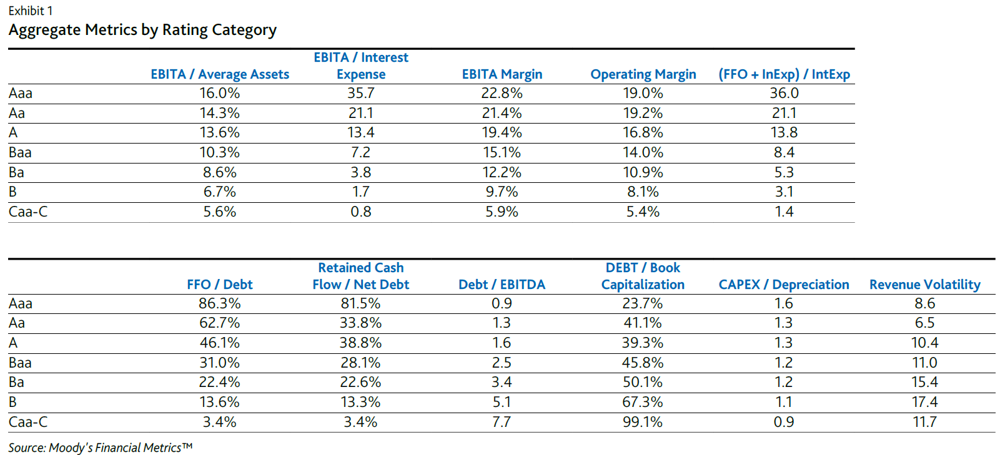 Exhibit 1
Aggregate Metrics by Rating Category
EBITA / Average Assets EBITA / Interest Expense EBITA Margin Operating Margin (FFO + InExp) / IntExp
Aaa 16.0% 35.7 22.8% 19.0% 36.0
Aa 14.3% 21.1 21.4% 19.2% 21.1
A 13.6% 13.4 19.4% 16.8% 13.8
Baa 10.3% 7.2 15.1% 14.0% 8.4
Ba 8.6% 3.8 12.2% 10.9% 5.3
B 6.7% 1.7 9.7% 8.1% 3.1
Caa-C 5.6% 0.8 5.9% 5.4% 1.4
FFO / Debt Retained Cash Flow / Net Debt Debt / EBITDA DEBT / Book Capitalization CAPEX / Depreciation Revenue Volatility
Aaa 86.3% 81.5% 0.9 23.7% 1.6 8.6
Aa 62.7% 33.8% 1.3 41.1% 1.3 6.5
A 46.1% 38.8% 1.6 39.3% 1.3 10.4
Baa 31.0% 28.1% 2.5 45.8% 1.2 11.0
Ba 22.4% 22.6% 3.4 50.1% 1.2 15.4
B 13.6% 13.3% 5.1 67.3% 1.1 17.4
Caa-C 3.4% 3.4% 7.7 99.1% 0.9 11.7
Source: Moody's Financial Metrics™